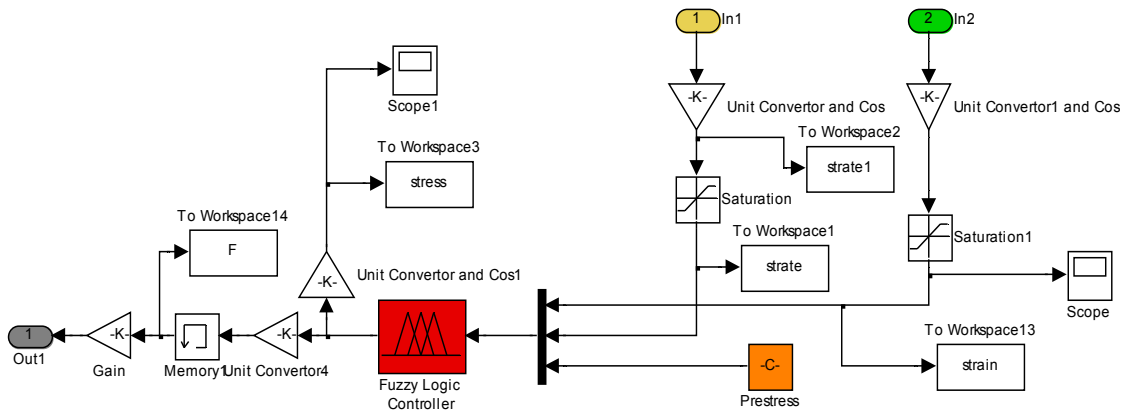 1
In1
2
In2
-K-
Unit Convertor and Cos
-K-
Unit Convertor1 and Cos
Scope1
To Workspace2
strate1
To Workspace3
stress
Saturation
To Workspace14
F
To Workspace1
strate
Saturation1
-K-
Unit Convertor and Cos1
Scope
1
Out1
-K-
Gain
Memory1
-K-
Unit Convertor4
Fuzzy Logic
Controller
-C-
Prestress
To Workspace13
strain